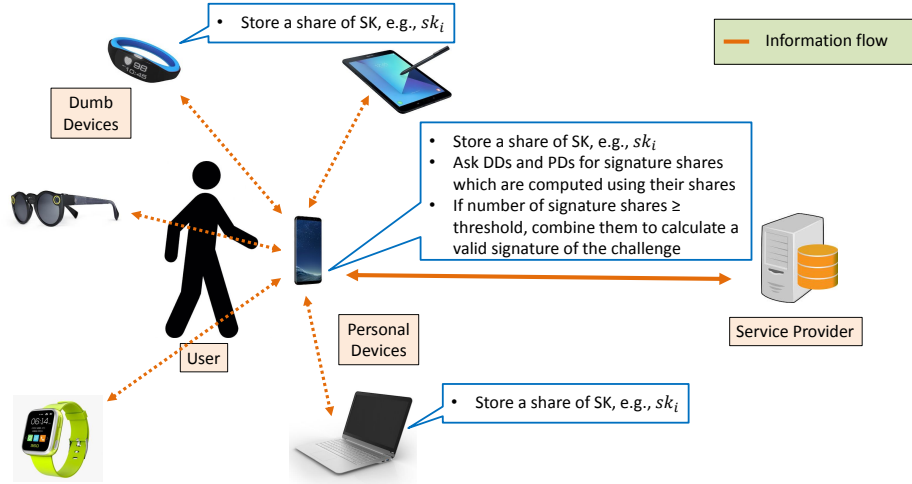 • Store a share of SK, e.g., sk_i
Information flow
Dumb
Devices
• Store a share of SK, e.g., sk_i
• Ask DDs and PDs for signature shares
which are computed using their shares
• If number of signature shares ≥
threshold, combine them to calculate a
valid signature of the challenge
User
Personal
Devices
Service Provider
• Store a share of SK, e.g., sk_i
06:14